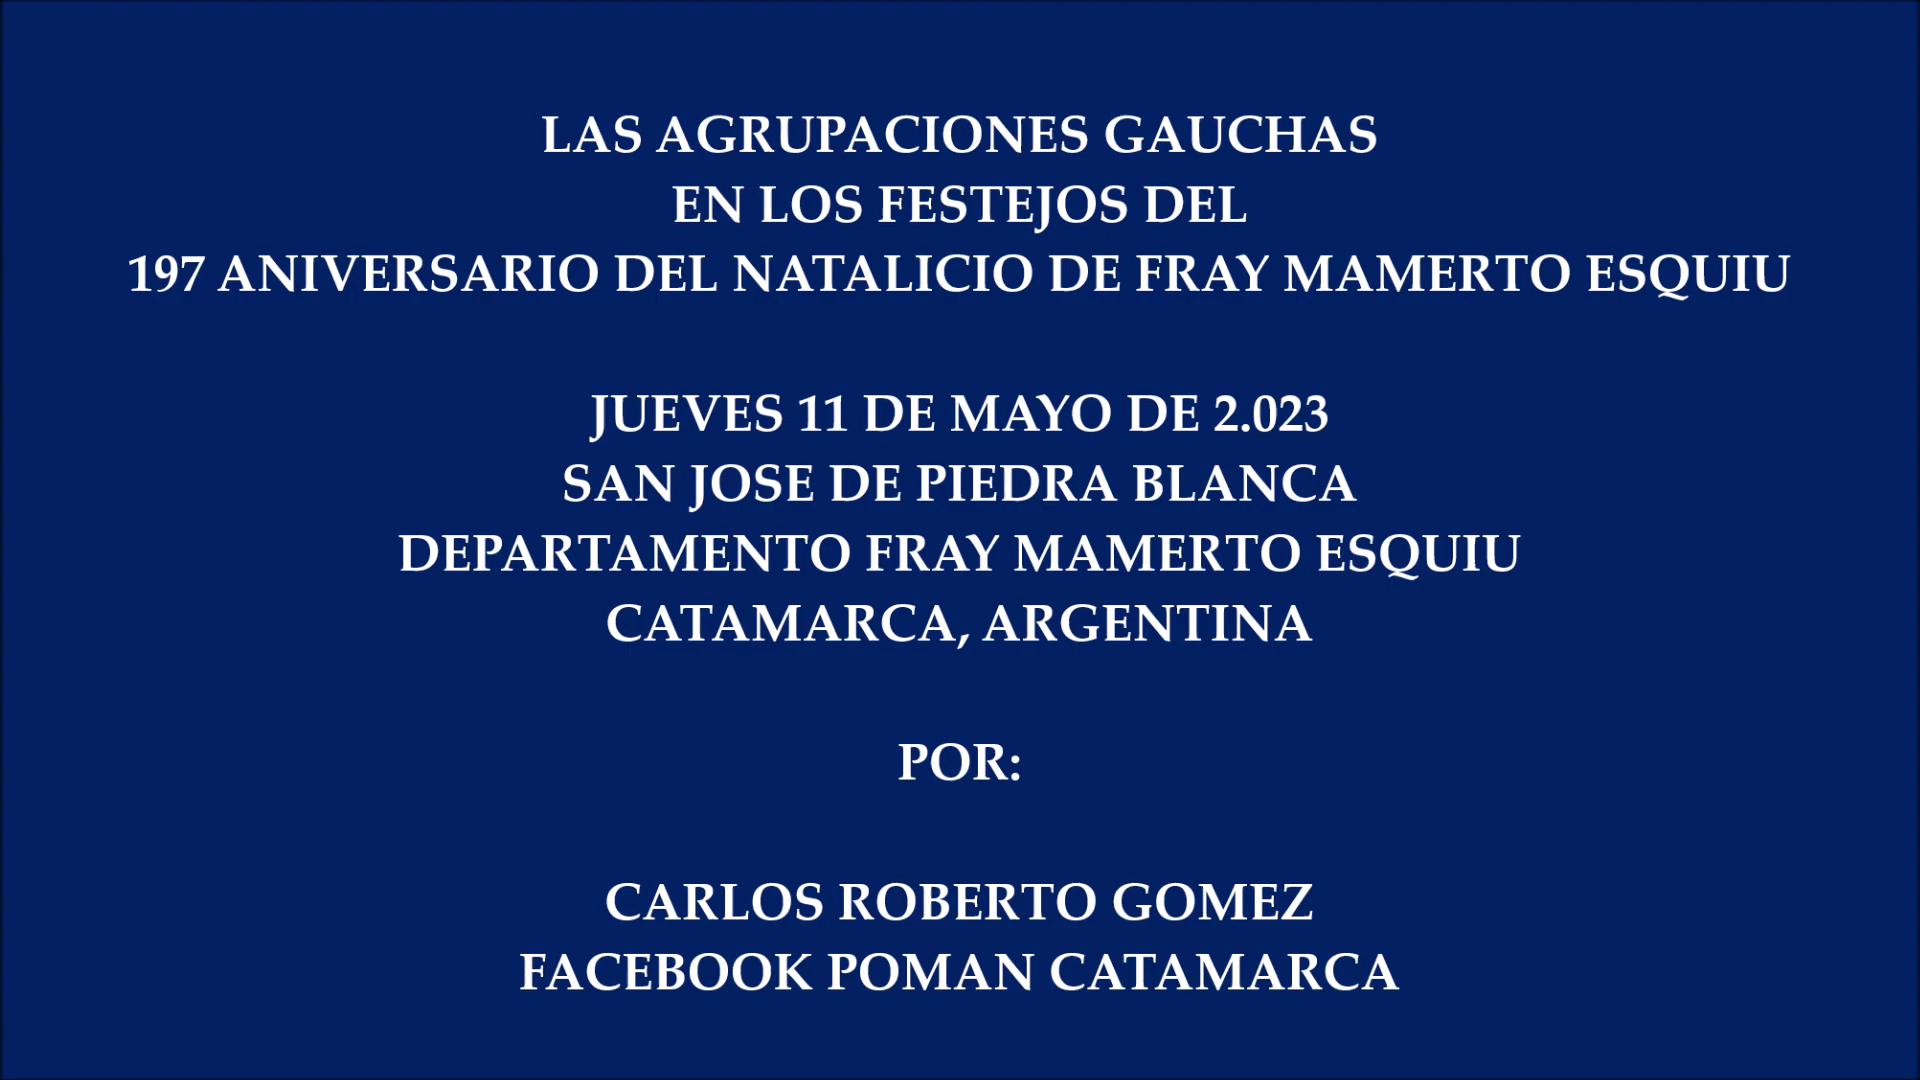 LAS AGRUPACIONES GAUCHAS
EN LOS FESTEJOS DEL
197 ANIVERSARIO DEL NATALICIO DE FRAY MAMERTO ESQUIU
JUEVES 11 DE MAYO DE 2.023
SAN JOSE DE PIEDRA BLANCA
DEPARTAMENTO FRAY MAMERTO ESQUIU
CATAMARCA, ARGENTINA
POR:
CARLOS ROBERTO GOMEZ
FACEBOOK POMAN CATAMARCA